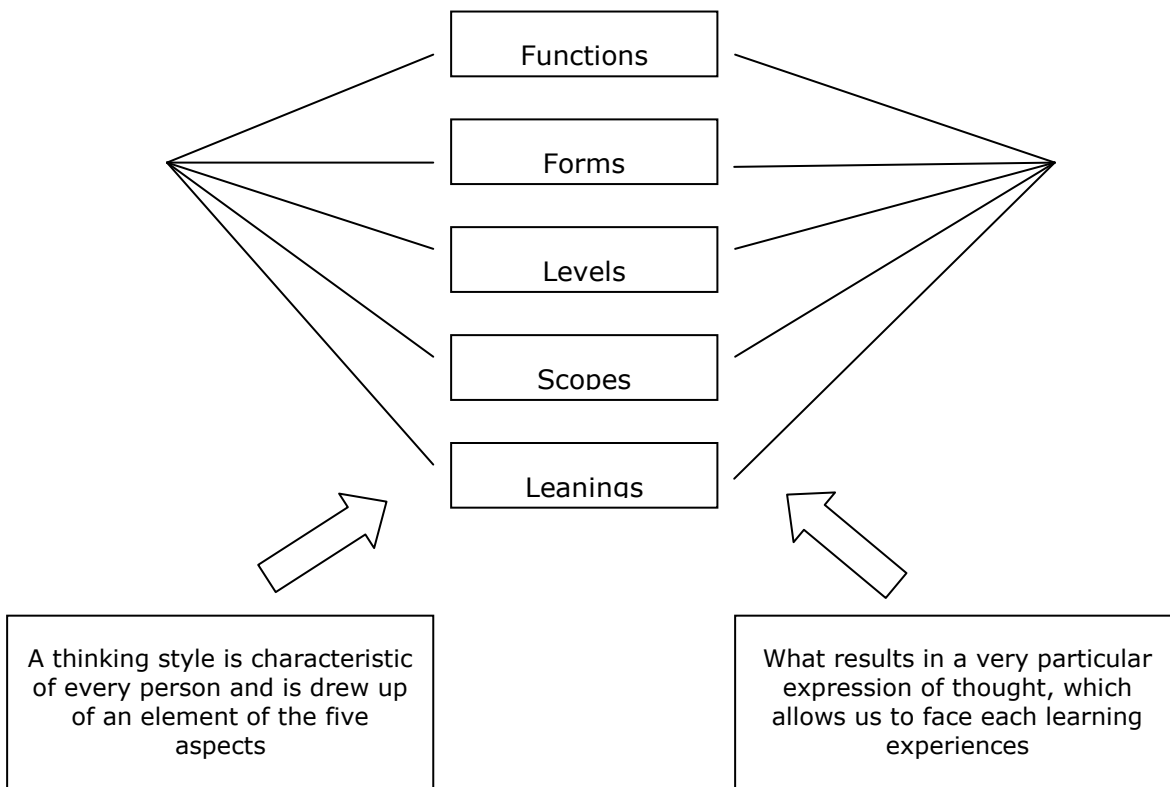 Functions
Forms
Levels
Scopes
Leanings
A thinking style is characteristic
of every person and is drew up
of an element of the five
aspects
What results in a very particular
expression of thought, which
allows us to face each learning
experiences